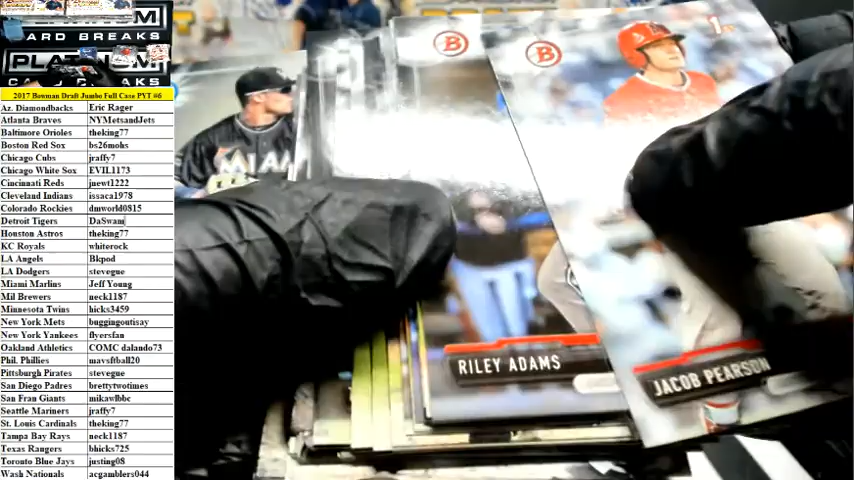 PLATINUM
CARD BREAKS
PLATINUM
2017 Bowman Draft Jumbo Full Case PYT #6
Az. Diamondbacks Eric Rager
Atlanta Braves NYMetsandJets
Baltimore Orioles theking77
Boston Red Sox bs26mohs
Chicago Cubs jraffy7
Chicago White Sox EVIL1173
Cincinnati Reds jnewt1222
Cleveland Indians issaca1978
Colorado Rockies dmworld0815
Detroit Tigers DaSwamj
Houston Astros theking77
KC Royals whiterock
LA Angels Bkpod
LA Dodgers stevegue
Miami Marlins Jeff Young
Mil Brewers neck1187
Minnesota Twins hicks3459
New York Mets buggingoutisay
New York Yankees flyersfan
Oakland Athletics COMC dalando73
Phil. Phillies mavsftball20
Pittsburgh Pirates stevegue
San Diego Padres brettytwotimes
San Fran Giants mikawlbbc
Seattle Mariners jraffy7
St. Louis Cardinals theking77
Tampa Bay Rays neck1187
Texas Rangers bhicks725
Toronto Blue Jays justing08
Wash Nationals acgamblers044
MIAM
B
B
1st
RILEY ADAMS
JACOB PEARSON